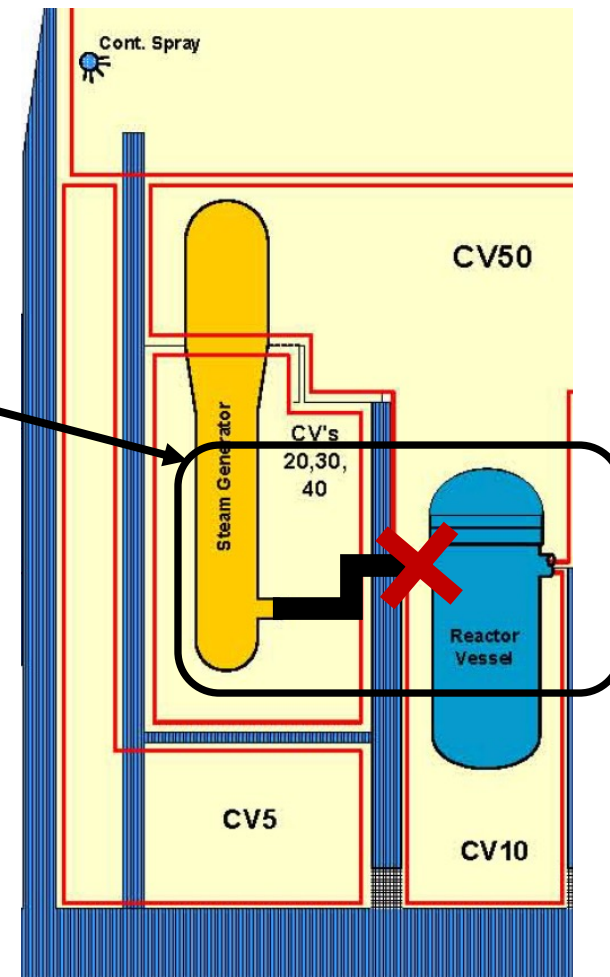 Cont. Spray
CV50
Steam Generator
CV's
20,30,
40
Reactor
Vessel
CV5
CV10